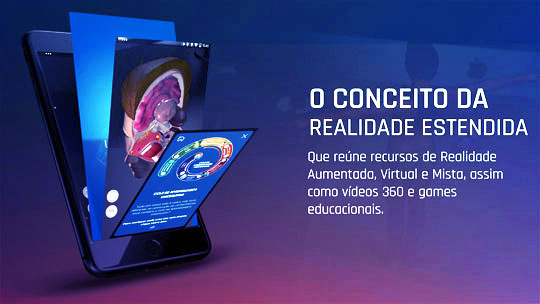 O CONCEITO DA
REALIDADE ESTENDIDA
Que reúne recursos de Realidade
Aumentada, Virtual e Mista, assim
como vídeos 360 e games
educacionais.